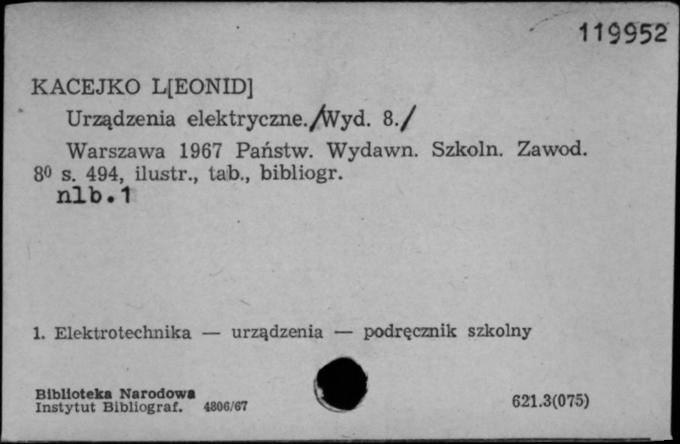 119952
KACEJKO L[EONID]
Urządzenia elektryczne./Wyd. 8./
Warszawa 1967 Państw. Wydawn. Szkoln. Zawod.
8⁰ s. 494, ilustr., tab., bibliogr.
nlb.1
1. Elektrotechnika — urządzenia — podręcznik szkolny
Biblioteka Narodowa
Instytut Bibliograf. 4806/67
621.3(075)